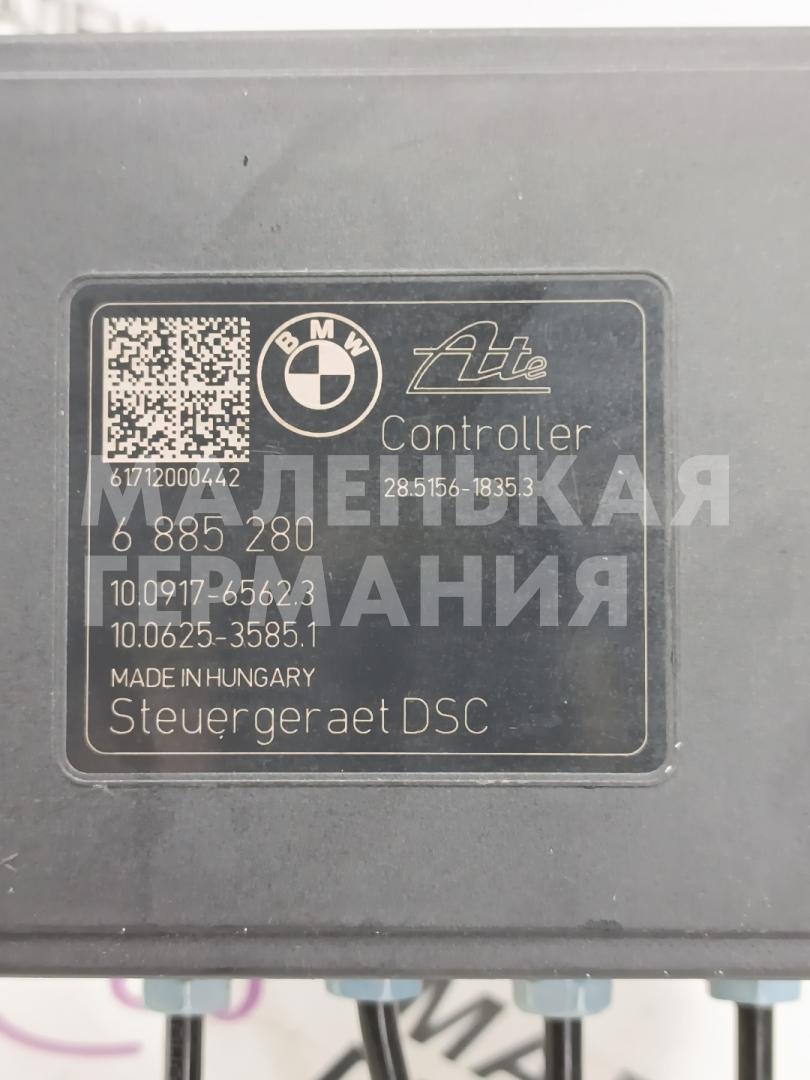 BMW
Ate
Controller
61712000442
28.5156-1835.3
6 885 280
10.0917-6562.3
10.0625-3585.1
MADE IN HUNGARY
Steuergeraet DSC
МАЛЕНЬКАЯ
ГЕРМАНИЯ